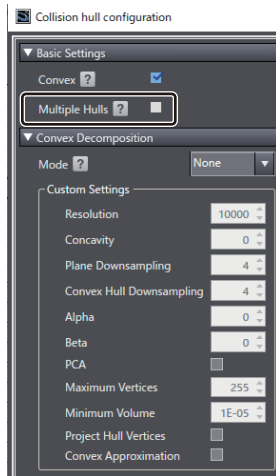 Collision hull configuration
Basic Settings
Convex ?
Multiple Hulls ?
Convex Decomposition
Mode ? None
Custom Settings
Resolution 10000
Concavity 0
Plane Downsampling 4
Convex Hull Downsampling 4
Alpha 0
Beta 0
PCA
Maximum Vertices 255
Minimum Volume 1E-05
Project Hull Vertices
Convex Approximation